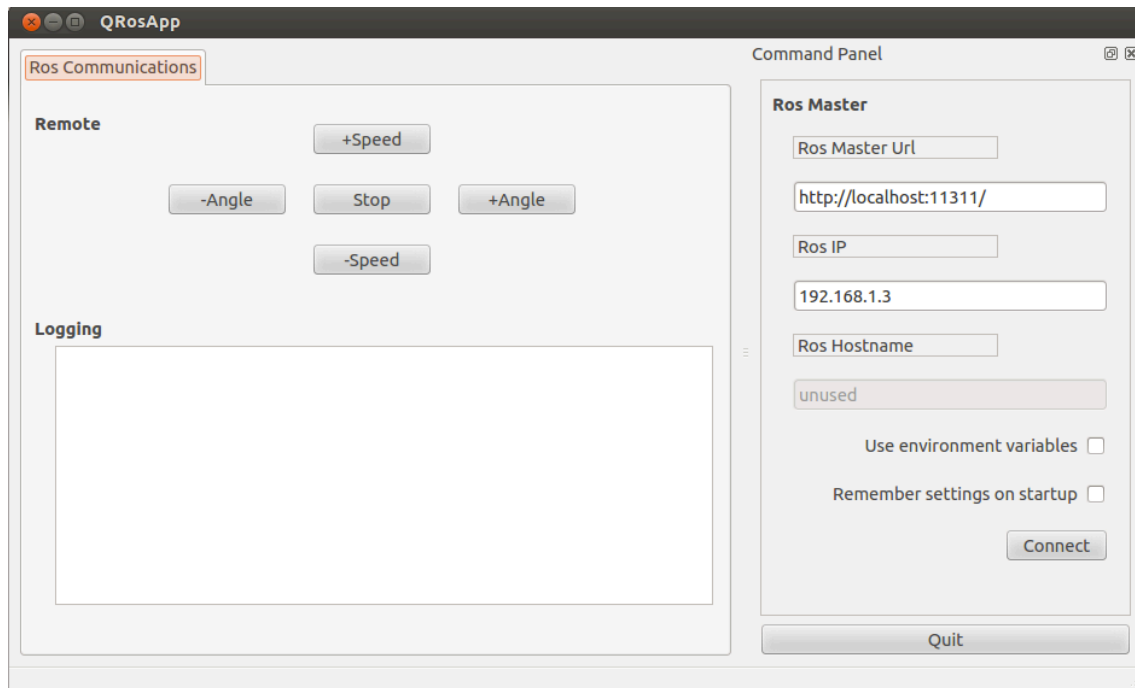 QRosApp
Ros Communications
Remote
+Speed
-Angle Stop +Angle
-Speed
Logging
Command Panel
Ros Master
Ros Master Url
http://localhost:11311/
Ros IP
192.168.1.3
Ros Hostname
unused
Use environment variables
Remember settings on startup
Connect
Quit